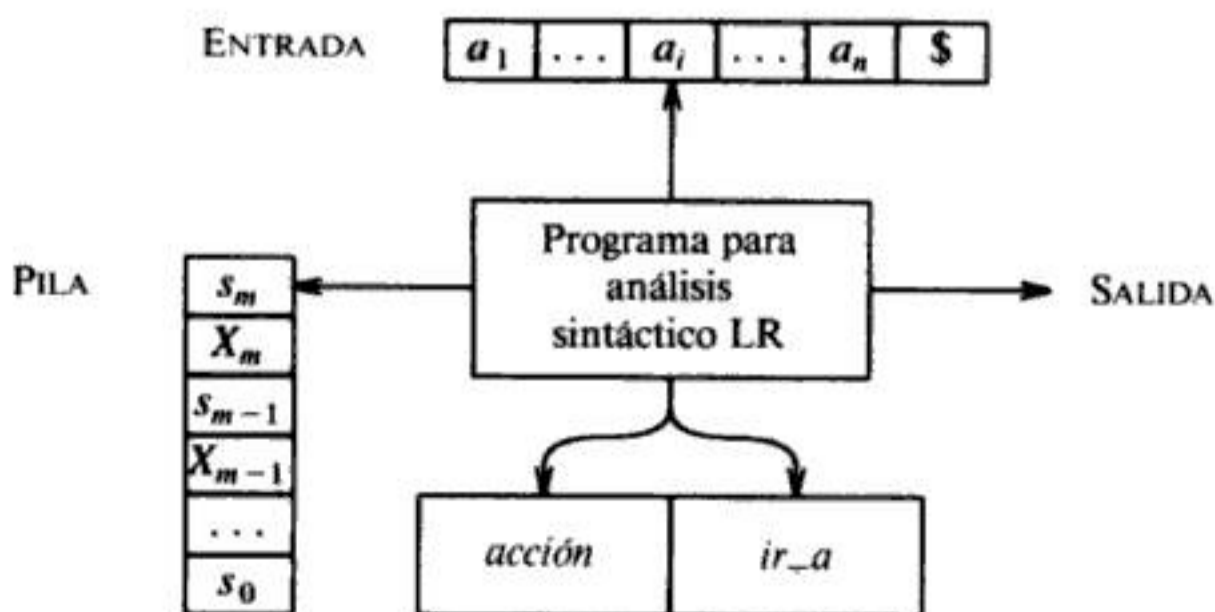 ENTRADA a₁ ... aᵢ ... aₙ $
Programa para
análisis
sintáctico LR
PILA
sₘ
Xₘ
sₘ₋₁
Xₘ₋₁
...
s₀
SALIDA
acción ir_a